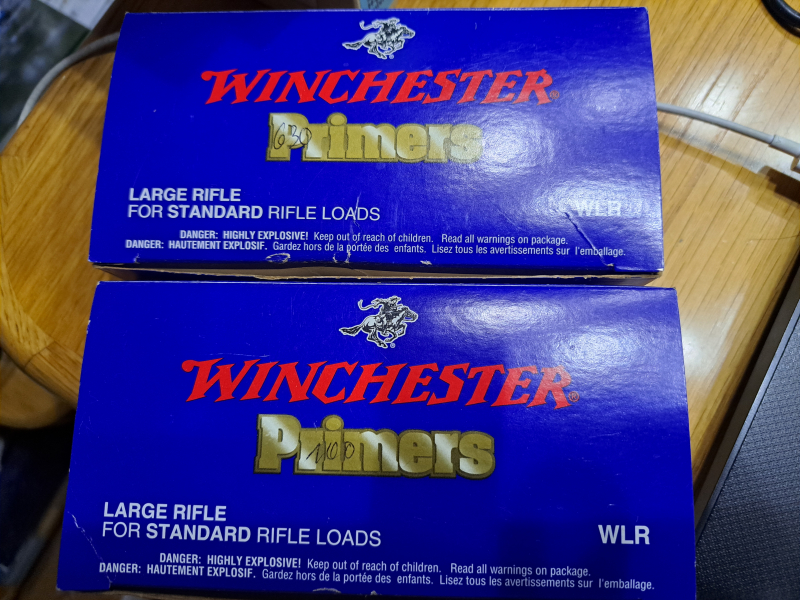 WINCHESTER®
Primers
630
LARGE RIFLE
FOR STANDARD RIFLE LOADS
WLR
DANGER: HIGHLY EXPLOSIVE! Keep out of reach of children. Read all warnings on package.
DANGER: HAUTEMENT EXPLOSIF. Gardez hors de la portée des enfants. Lisez tous les avertissements sur l'emballage.
WINCHESTER®
Primers
100
LARGE RIFLE
FOR STANDARD RIFLE LOADS
WLR
DANGER: HIGHLY EXPLOSIVE! Keep out of reach of children. Read all warnings on package.
DANGER: HAUTEMENT EXPLOSIF. Gardez hors de la portée des enfants. Lisez tous les avertissements sur l'emballage.